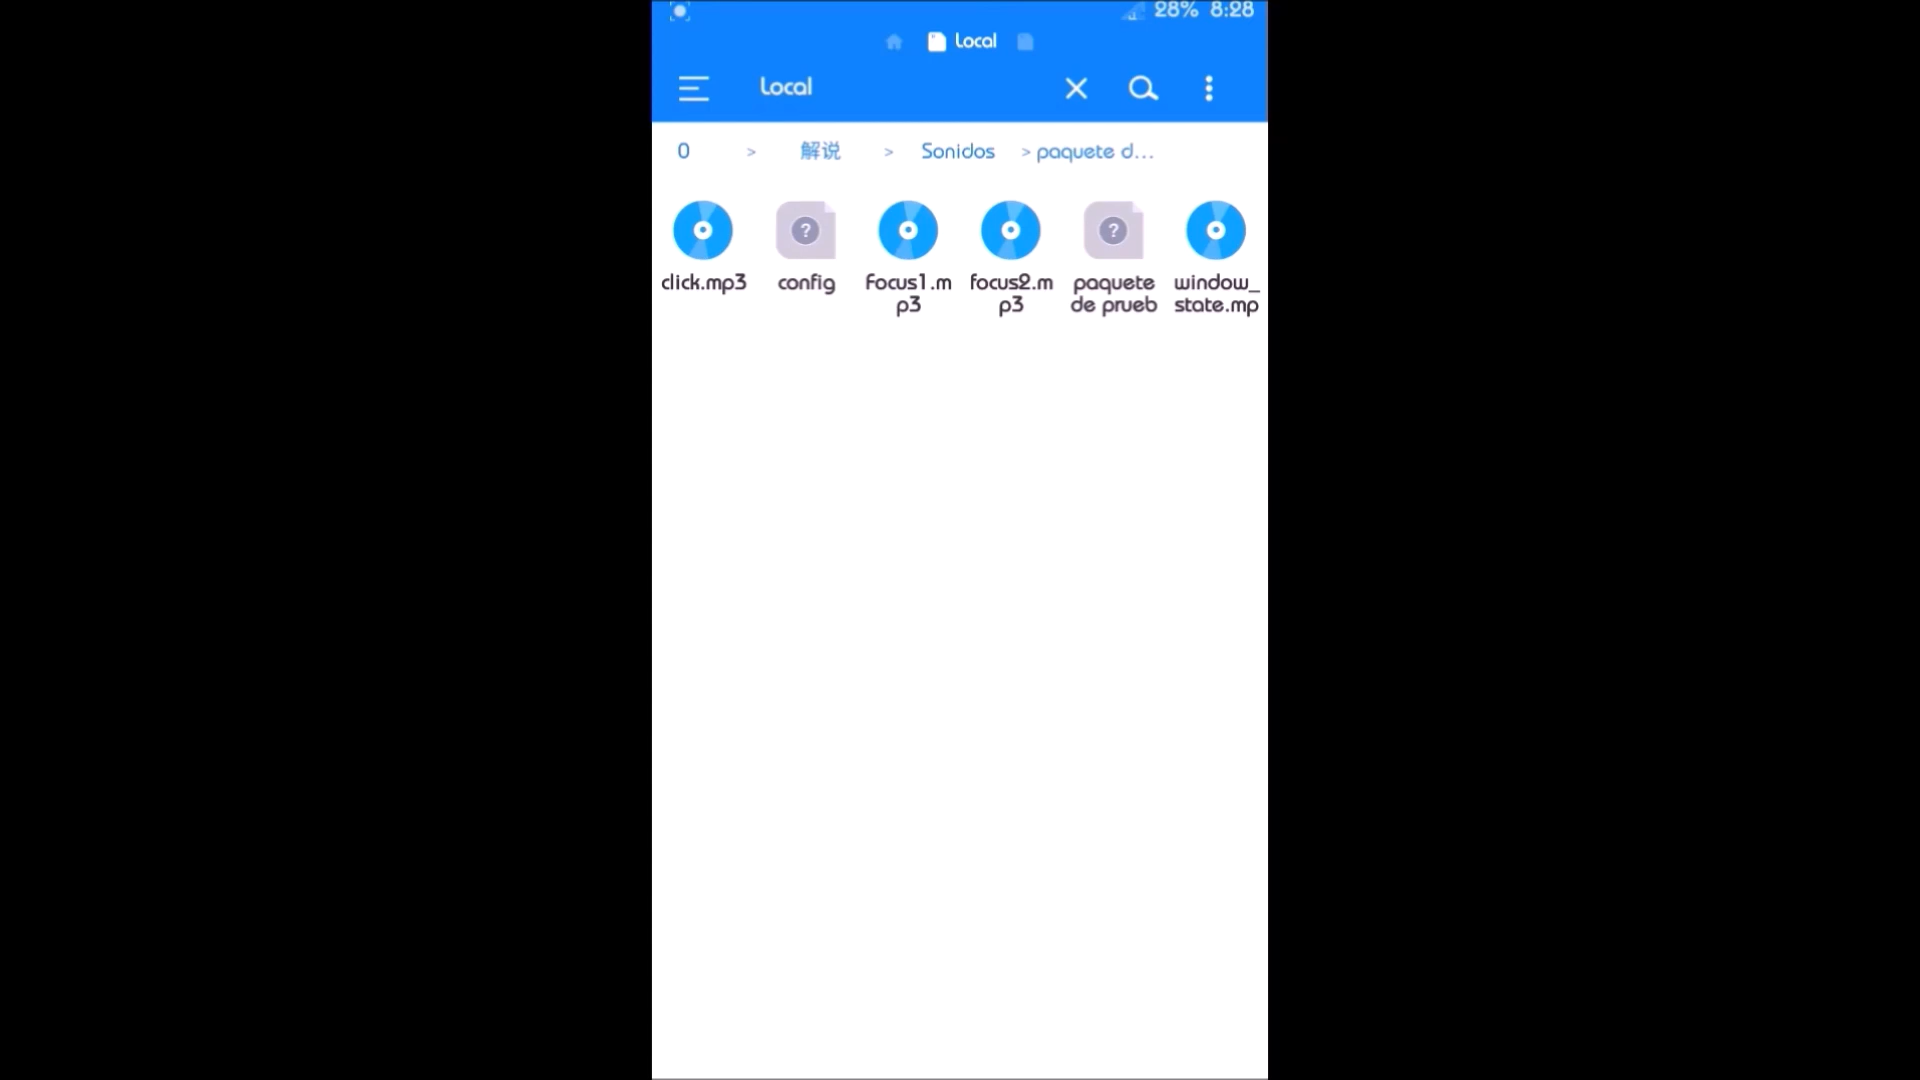 28% 8:28
Local
Local
0 > 解说 > Sonidos > paquete d...
click.mp3
config
Focus1.m
p3
focus2.m
p3
paquete
de prueb
window_
state.mp